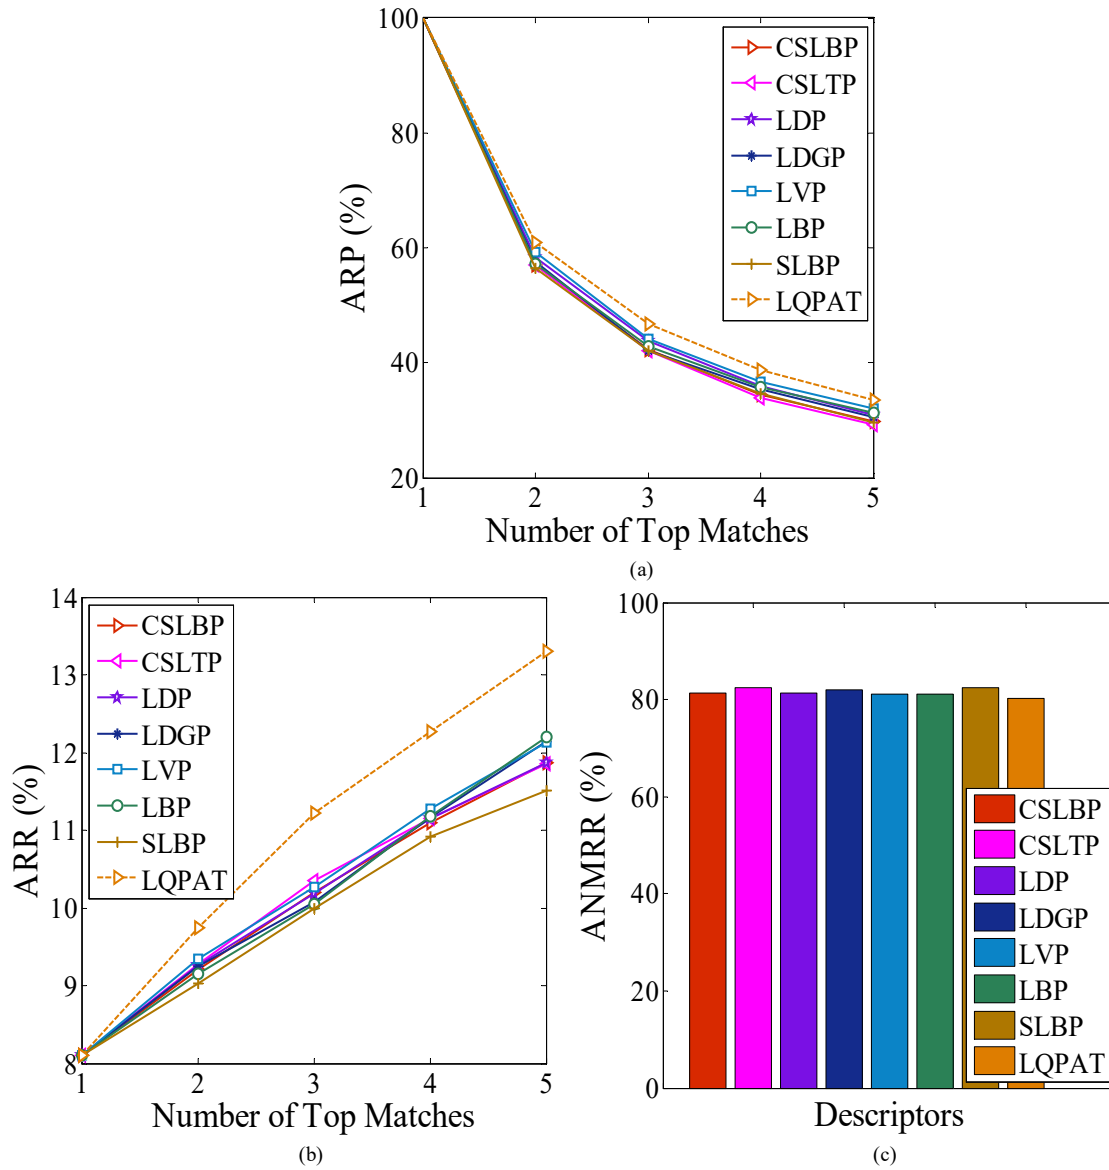 100
80
60
40
20
ARP (%)
CSLBP
CSLTP
LDP
LDGP
LVP
LBP
SLBP
LQPAT
1 2 3 4 5
Number of Top Matches
(a)
14
13
12
11
10
9
8
ARR (%)
CSLBP
CSLTP
LDP
LDGP
LVP
LBP
SLBP
LQPAT
1 2 3 4 5
Number of Top Matches
(b)
100
80
60
40
20
0
ANMRR (%)
CSLBP
CSLTP
LDP
LDGP
LVP
LBP
SLBP
LQPAT
Descriptors
(c)